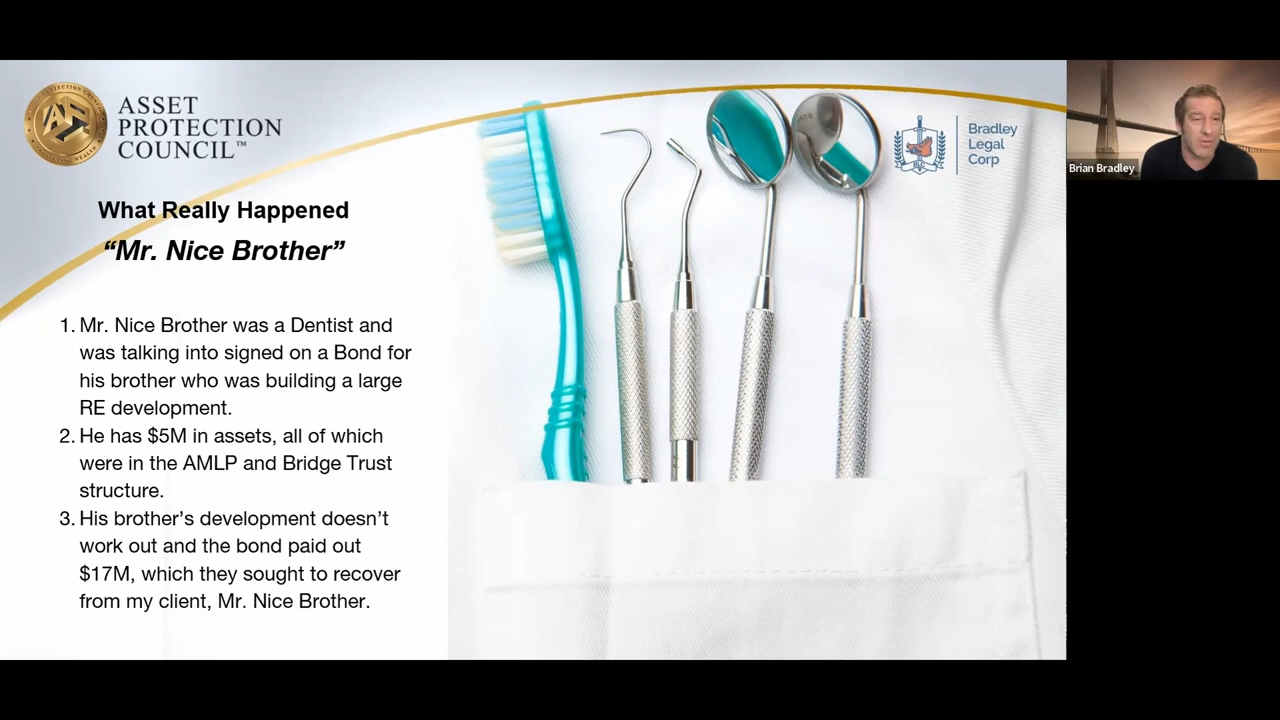 ASSET
PROTECTION
COUNCIL™
Bradley
Legal
Corp
BLC
Brian Bradley
What Really Happened
“Mr. Nice Brother”
1. Mr. Nice Brother was a Dentist and
was talking into signed on a Bond for
his brother who was building a large
RE development.
2. He has $5M in assets, all of which
were in the AMLP and Bridge Trust
structure.
3. His brother’s development doesn’t
work out and the bond paid out
$17M, which they sought to recover
from my client, Mr. Nice Brother.